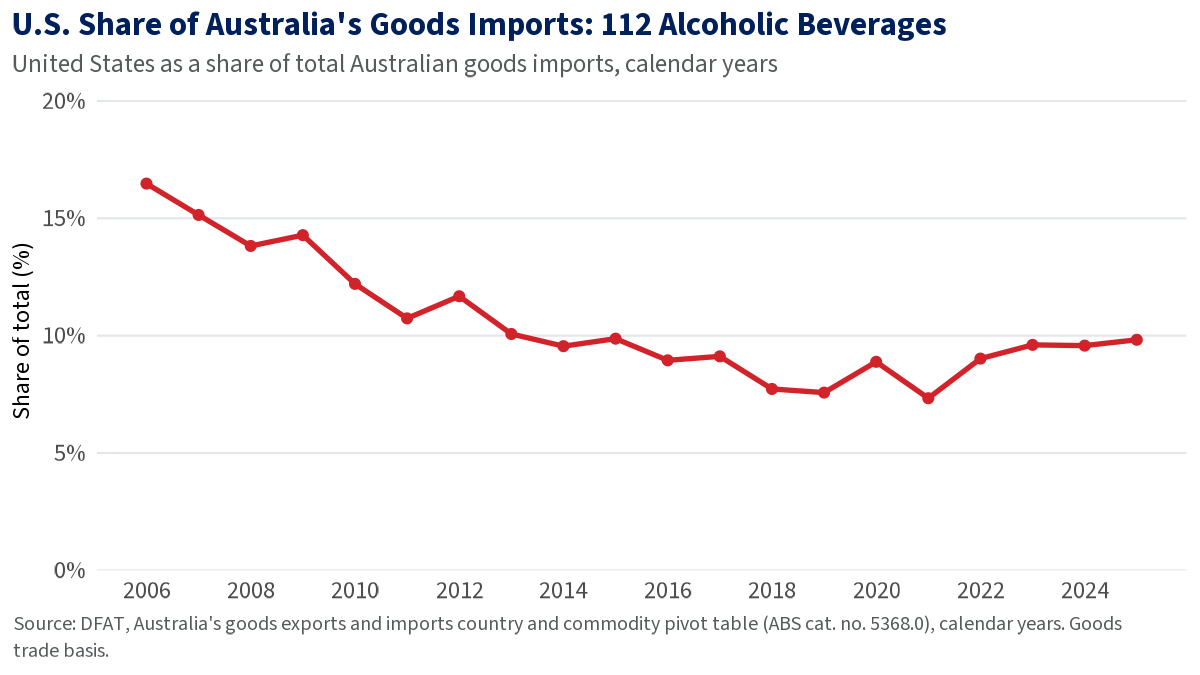 U.S. Share of Australia's Goods Imports: 112 Alcoholic Beverages
United States as a share of total Australian goods imports, calendar years
Share of total (%)
20%
15%
10%
5%
0%
2006 2008 2010 2012 2014 2016 2018 2020 2022 2024
Source: DFAT, Australia's goods exports and imports country and commodity pivot table (ABS cat. no. 5368.0), calendar years. Goods
trade basis.